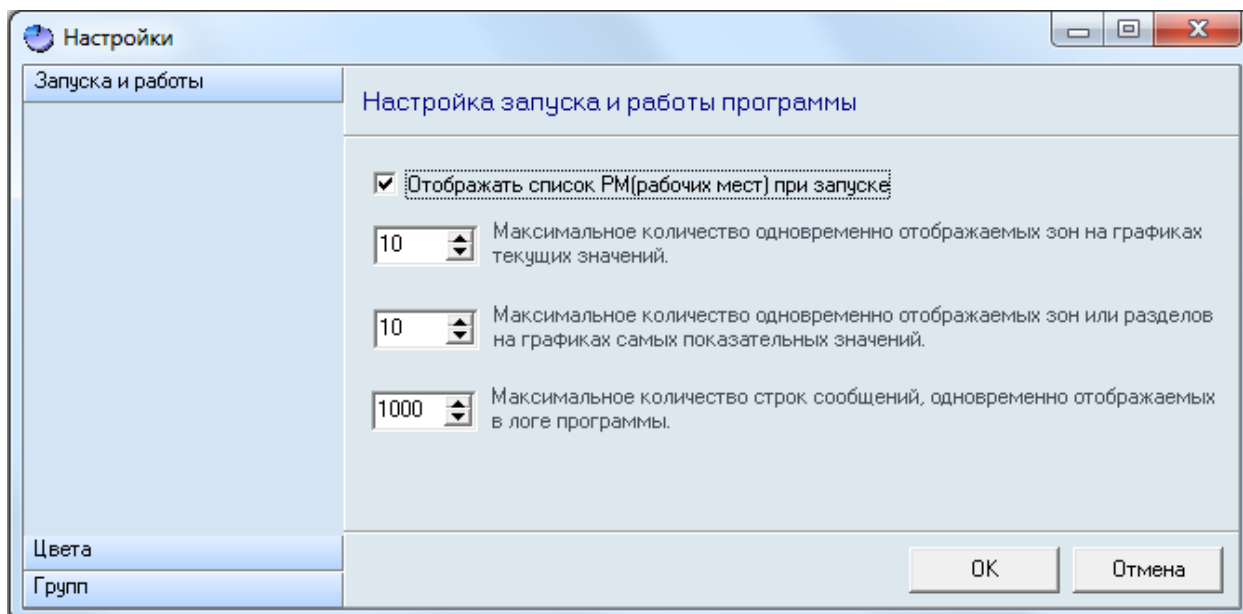 Настройки
Запуска и работы
Настройка запуска и работы программы
Отображать список РМ(рабочих мест) при запуске
10
Максимальное количество одновременно отображаемых зон на графиках
текущих значений.
10
Максимальное количество одновременно отображаемых зон или разделов
на графиках самых показательных значений.
1000
Максимальное количество строк сообщений, одновременно отображаемых
в логе программы.
Цвета
Групп
OK
Отмена